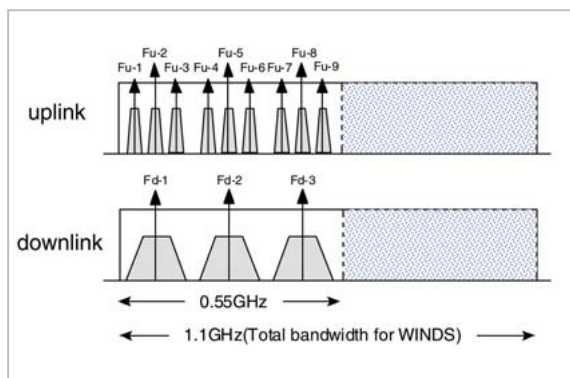 Fu-2 Fu-5 Fu-8
Fu-1 Fu-3 Fu-4 Fu-6 Fu-7 Fu-9
uplink
Fd-1 Fd-2 Fd-3
downlink
0.55GHz
1.1GHz(Total bandwidth for WINDS)